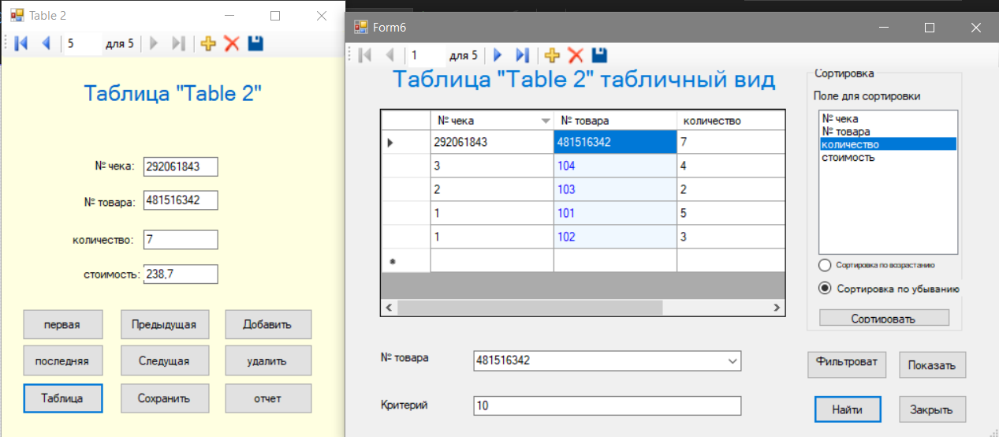 Table 2
5 для 5
Таблица "Table 2"
№ чека: 292061843
№ товара: 481516342
количество: 7
стоимость: 238,7
первая Предыдущая Добавить
последняя Следущая удалить
Таблица Сохранить отчет
Form6
1 для 5
Таблица "Table 2" табличный вид
№ чека № товара количество
292061843 481516342 7
3 104 4
2 103 2
1 101 5
1 102 3
Сортировка
Поле для сортировки
№ чека
№ товара
количество
стоимость
Сортировка по возрастанию
Сортировка по убыванию
Сортировать
№ товара 481516342
Фильтроват Показать
Критерий 10
Найти Закрыть